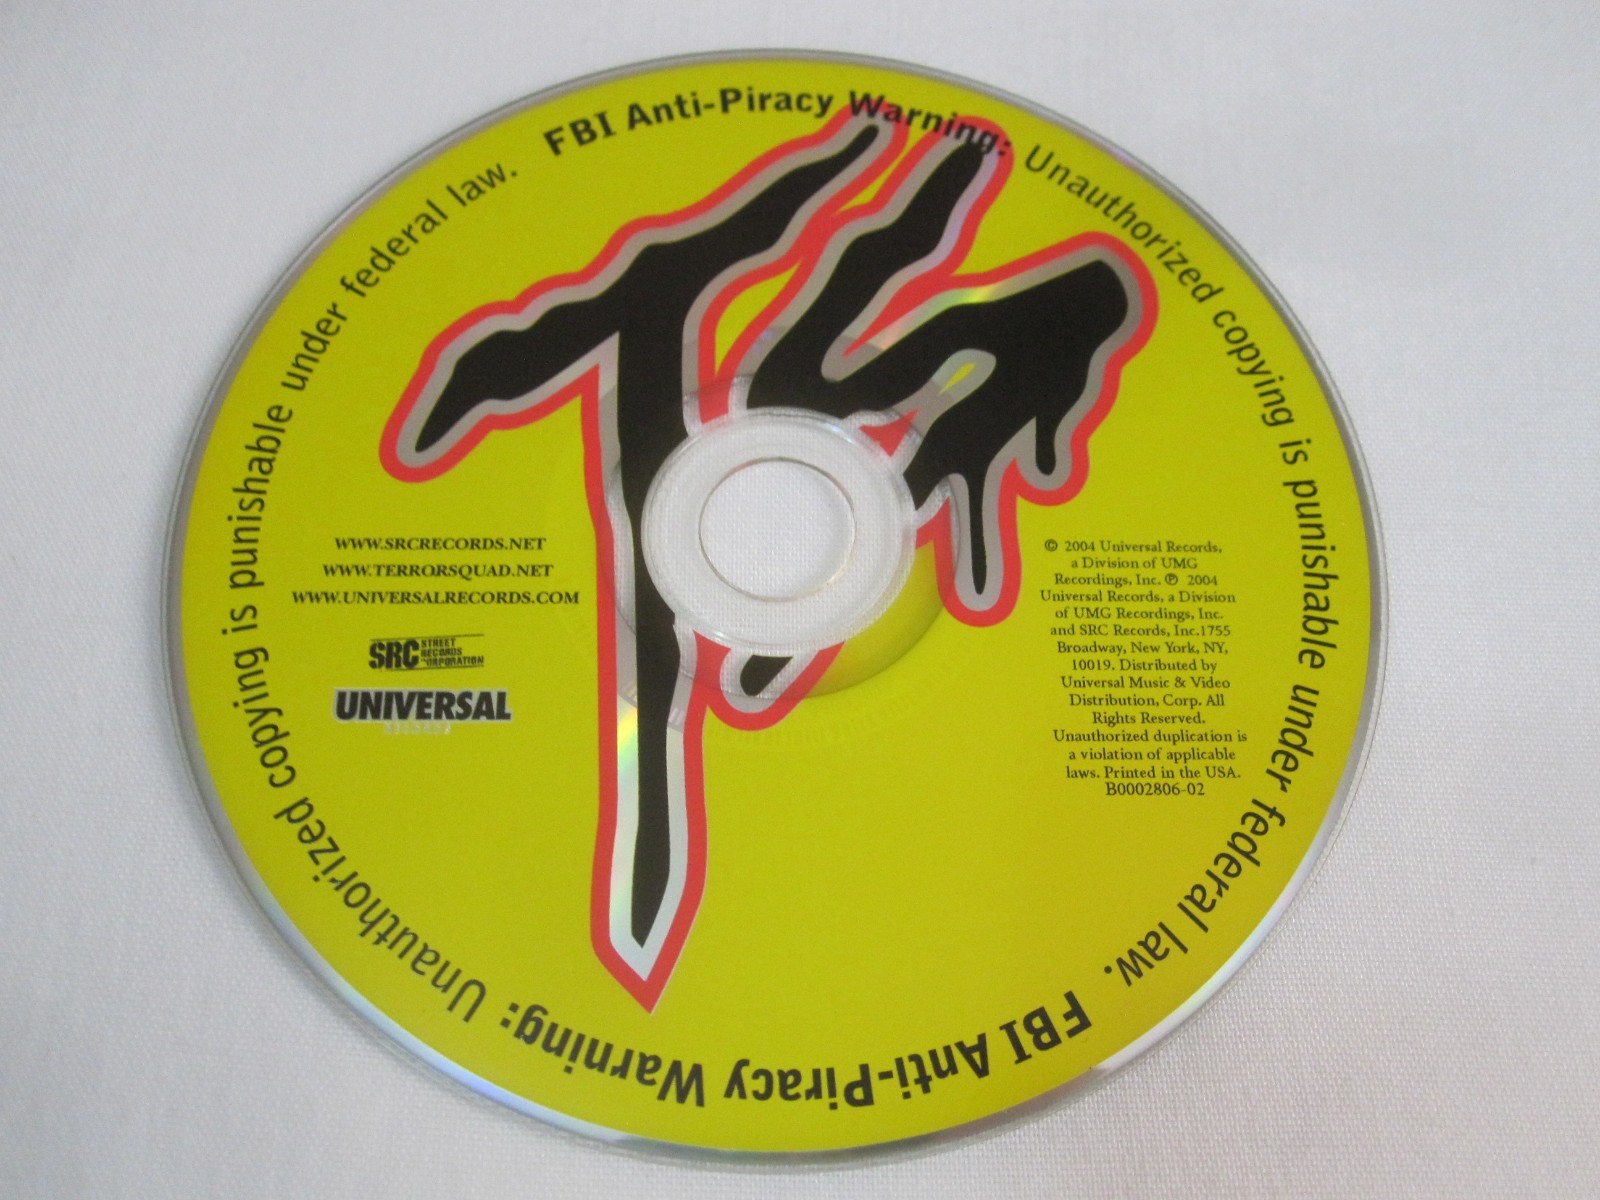 FBI Anti-Piracy Warning: Unauthorized copying is punishable under federal law.
FBI Anti-Piracy Warning: Unauthorized copying is punishable under federal law.
TS
WWW.SRCRECORDS.NET
WWW.TERRORSQUAD.NET
WWW.UNIVERSALRECORDS.COM
SRC STREET
RECORDS
CORPORATION
UNIVERSAL
RECORDS
© 2004 Universal Records,
a Division of UMG
Recordings, Inc. ℗ 2004
Universal Records, a Division
of UMG Recordings, Inc.
and SRC Records, Inc.1755
Broadway, New York, NY,
10019. Distributed by
Universal Music & Video
Distribution, Corp. All
Rights Reserved.
Unauthorized duplication is
a violation of applicable
laws. Printed in the USA.
B0002806-02